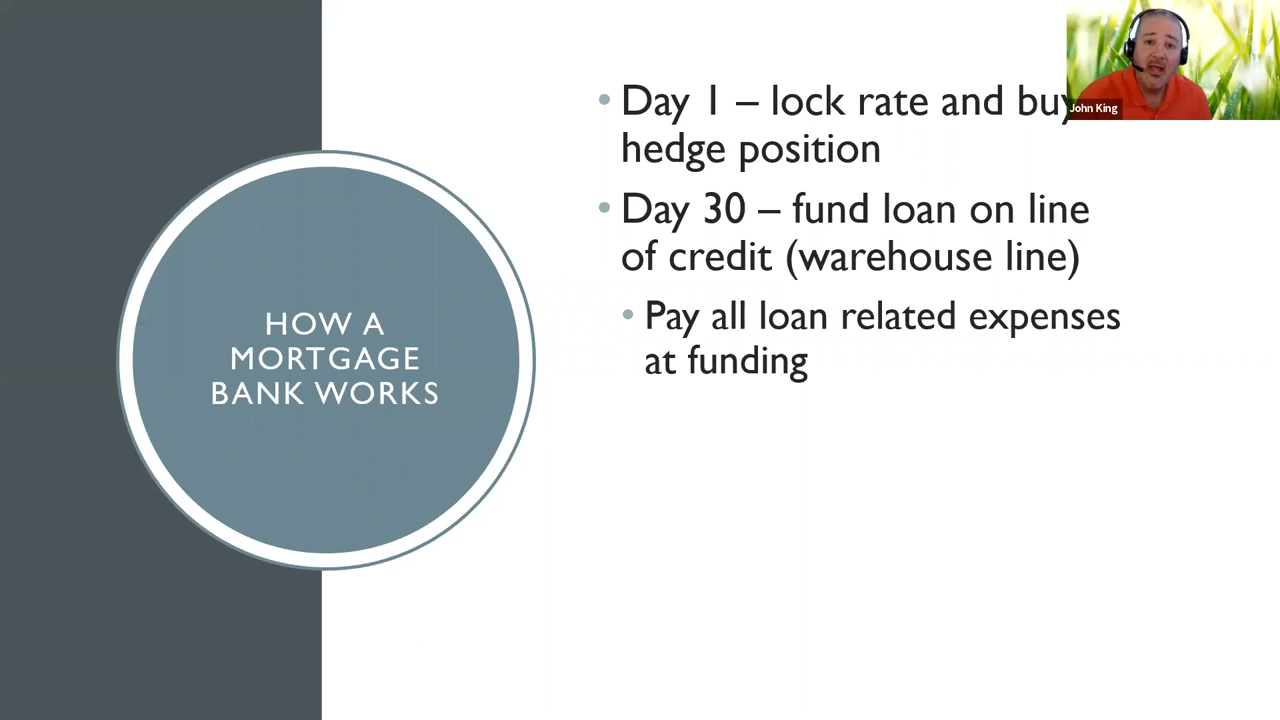 HOW A
MORTGAGE
BANK WORKS
• Day 1 – lock rate and buy
hedge position
• Day 30 – fund loan on line
of credit (warehouse line)
• Pay all loan related expenses
at funding
John King